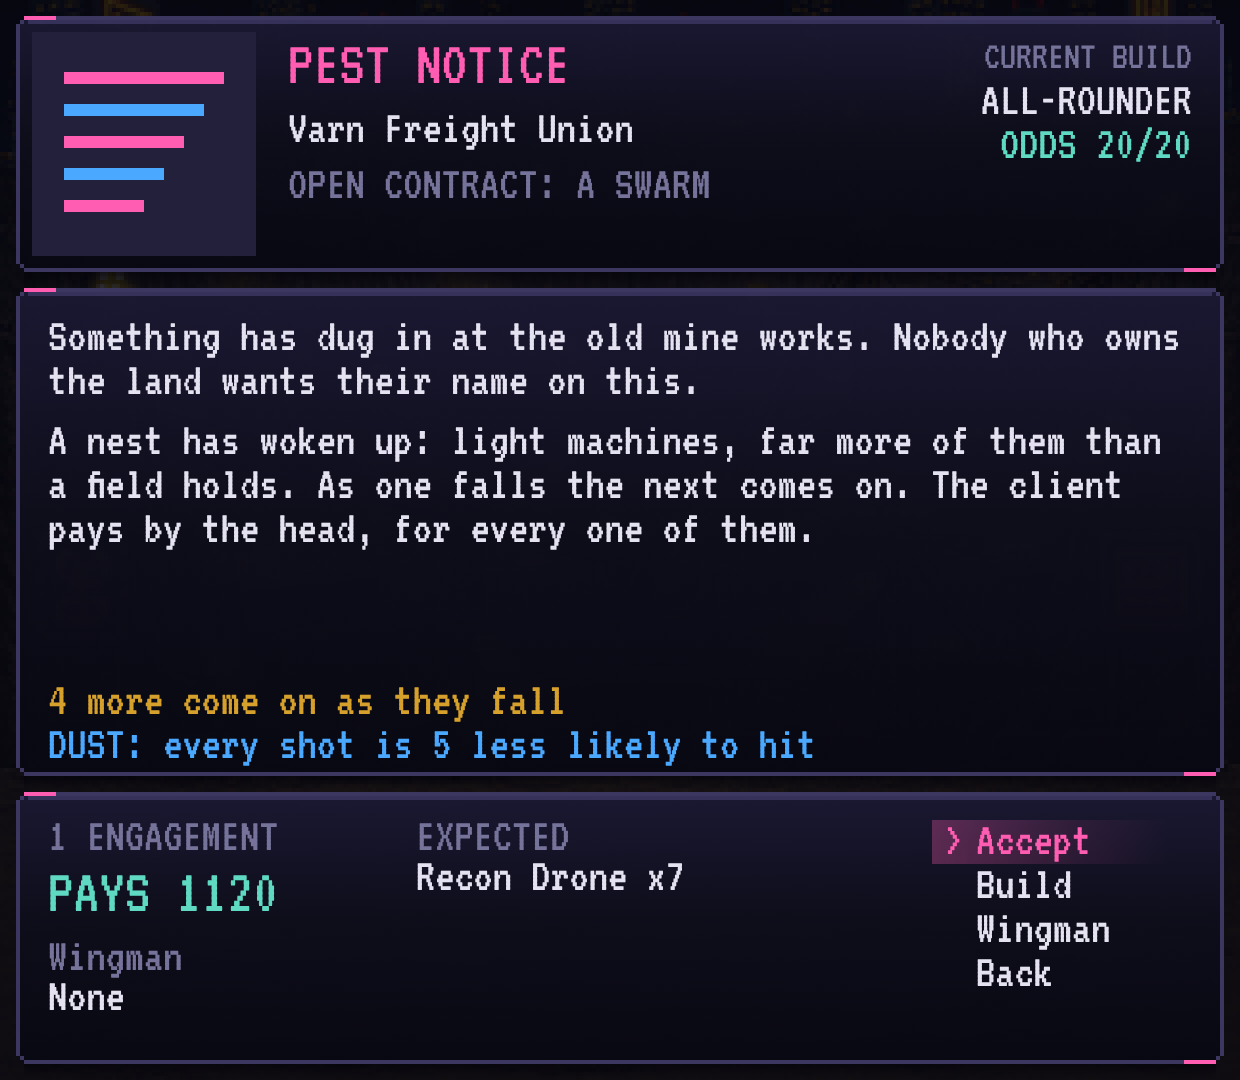 PEST NOTICE
Varn Freight Union
OPEN CONTRACT: A SWARM
CURRENT BUILD
ALL-ROUNDER
ODDS 20/20
Something has dug in at the old mine works. Nobody who owns
the land wants their name on this.
A nest has woken up: light machines, far more of them than
a field holds. As one falls the next comes on. The client
pays by the head, for every one of them.
4 more come on as they fall
DUST: every shot is 5 less likely to hit
1 ENGAGEMENT
PAYS 1120
Wingman
None
EXPECTED
Recon Drone x7
> Accept
Build
Wingman
Back